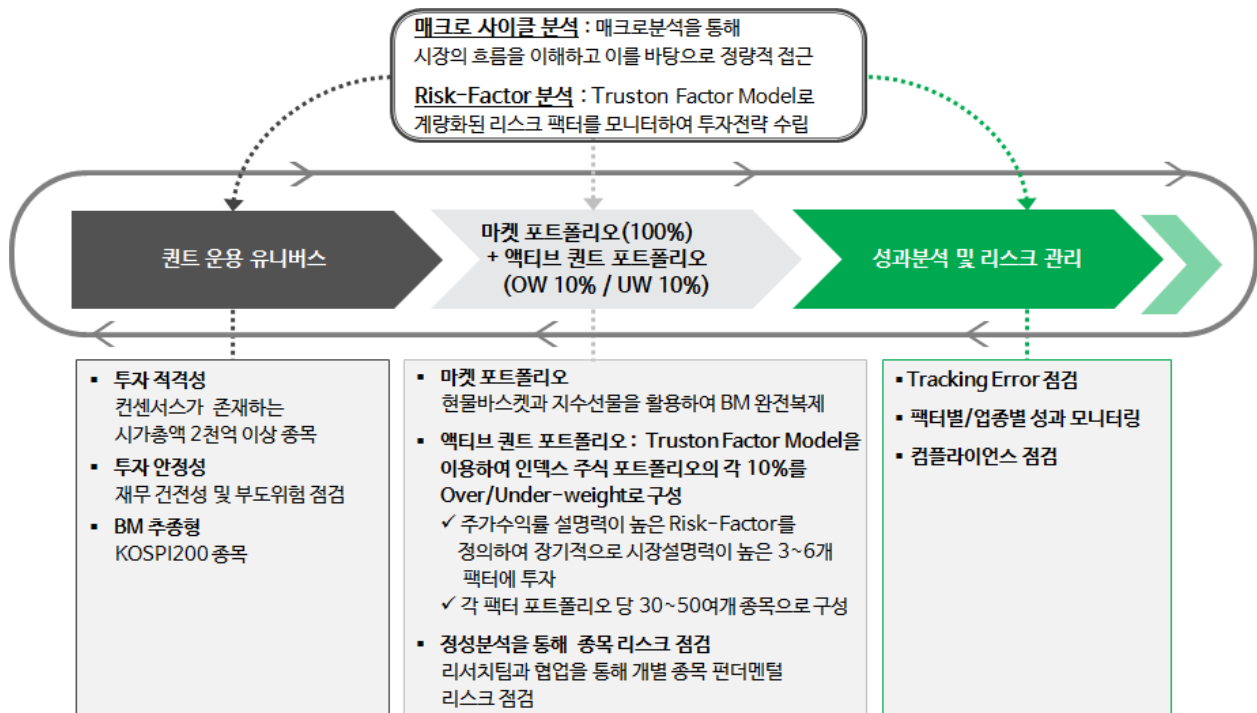 매크로 사이클 분석 : 매크로분석을 통해
시장의 흐름을 이해하고 이를 바탕으로 정량적 접근
Risk-Factor 분석 : Truston Factor Model로
계량화된 리스크 팩터를 모니터하여 투자전략 수립
퀀트 운용 유니버스
마켓 포트폴리오(100%)
+ 액티브 퀀트 포트폴리오
(OW 10% / UW 10%)
성과분석 및 리스크 관리
▪ 투자 적격성
컨센서스가 존재하는
시가총액 2천억 이상 종목
▪ 투자 안정성
재무 건전성 및 부도위험 점검
▪ BM 추종형
KOSPI200 종목
▪ 마켓 포트폴리오
현물바스켓과 지수선물을 활용하여 BM 완전복제
▪ 액티브 퀀트 포트폴리오 : Truston Factor Model을
이용하여 인덱스 주식 포트폴리오의 각 10%를
Over/Under-weight로 구성
✓ 주가수익률 설명력이 높은 Risk-Factor를
정의하여 장기적으로 시장설명력이 높은 3~6개
팩터에 투자
✓ 각 팩터 포트폴리오 당 30~50여개 종목으로 구성
▪ 정성분석을 통해 종목 리스크 점검
리서치팀과 협업을 통해 개별 종목 펀더멘털
리스크 점검
▪ Tracking Error 점검
▪ 팩터별/업종별 성과 모니터링
▪ 컴플라이언스 점검